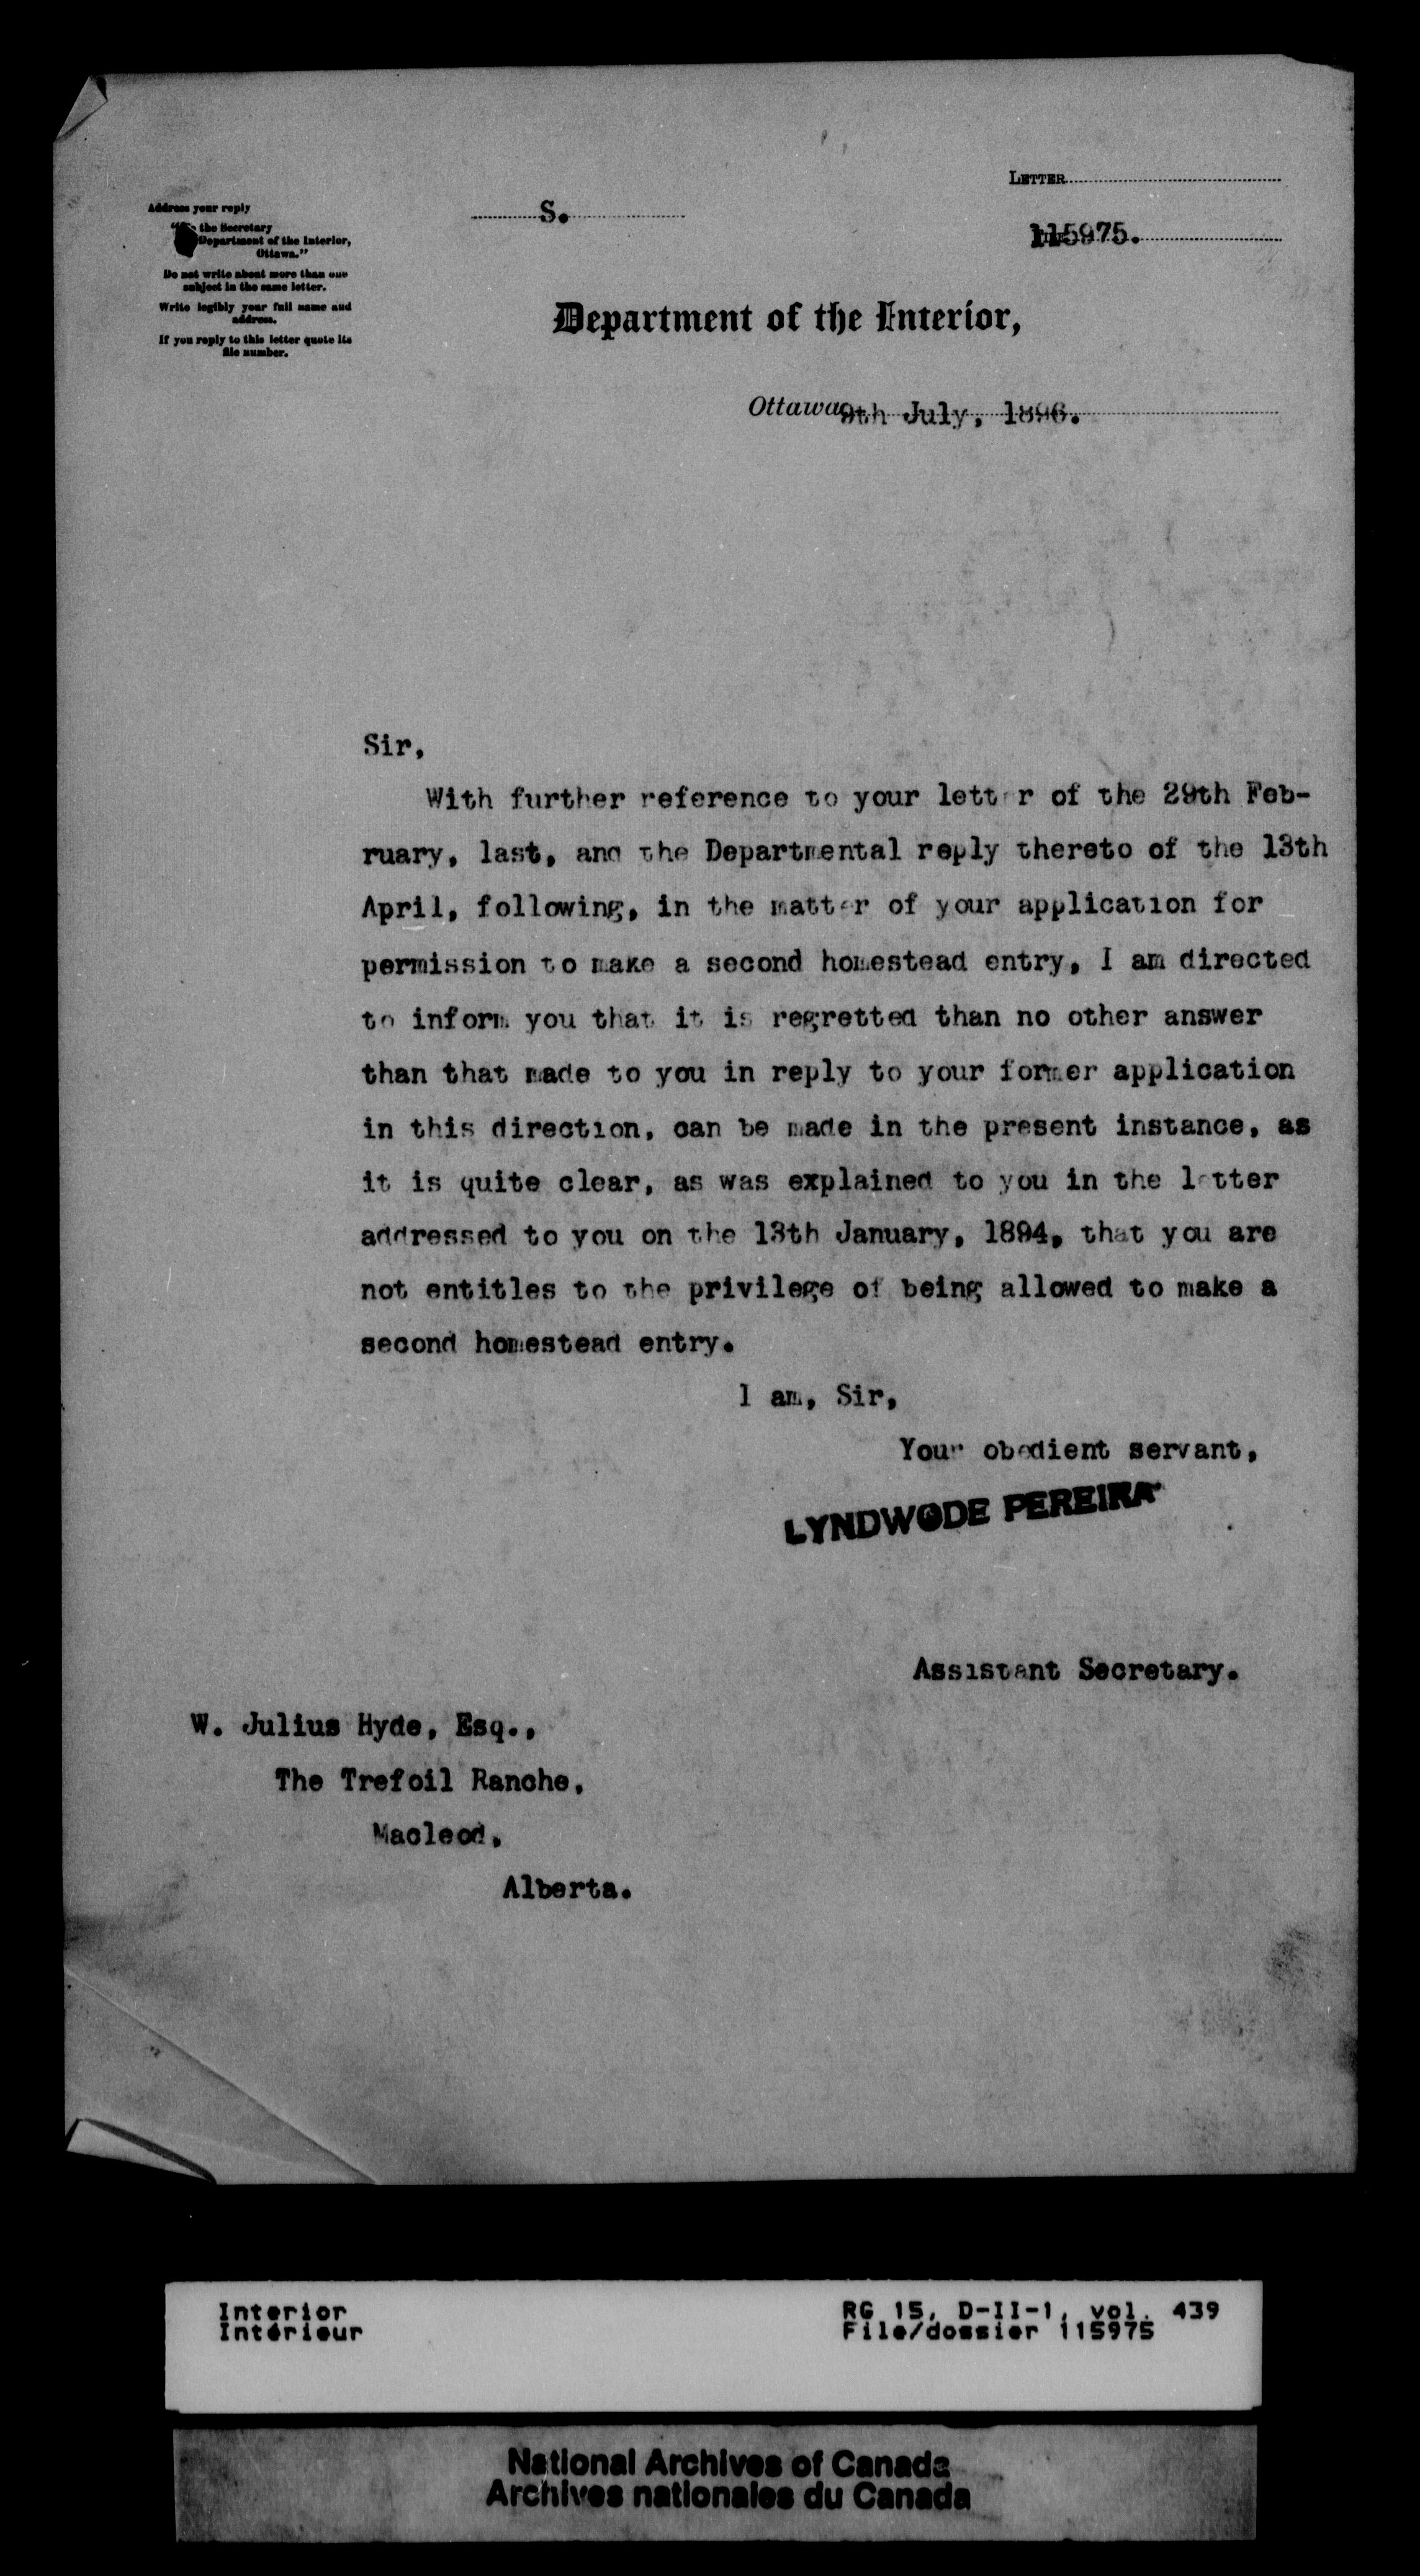 LETTER
S.
115975.
Address your reply
the Secretary
Department of the Interior,
Ottawa."
Do not write about more than one
subject in the same letter.
Write legibly your full name and
address.
If you reply to this letter quote its
file number.
Department of the Interior,
Ottawa, 9th July, 1896.
Sir,
With further reference to your letter of the 29th Feb-
ruary, last, and the Departmental reply thereto of the 13th
April, following, in the matter of your application for
permission to make a second homestead entry, I am directed
to inform you that it is regretted than no other answer
than that made to you in reply to your former application
in this direction, can be made in the present instance, as
it is quite clear, as was explained to you in the letter
addressed to you on the 13th January, 1894, that you are
not entitles to the privilege of being allowed to make a
second homestead entry.
I am, Sir,
Your obedient servant,
LYNDWODE PEREIRA
Assistant Secretary.
W. Julius Hyde, Esq.,
The Trefoil Ranche,
Macleod,
Alberta.
Interior
Intérieur
RG 15, D-II-1, vol. 439
File/dossier 115975
National Archives of Canada
Archives nationales du Canada